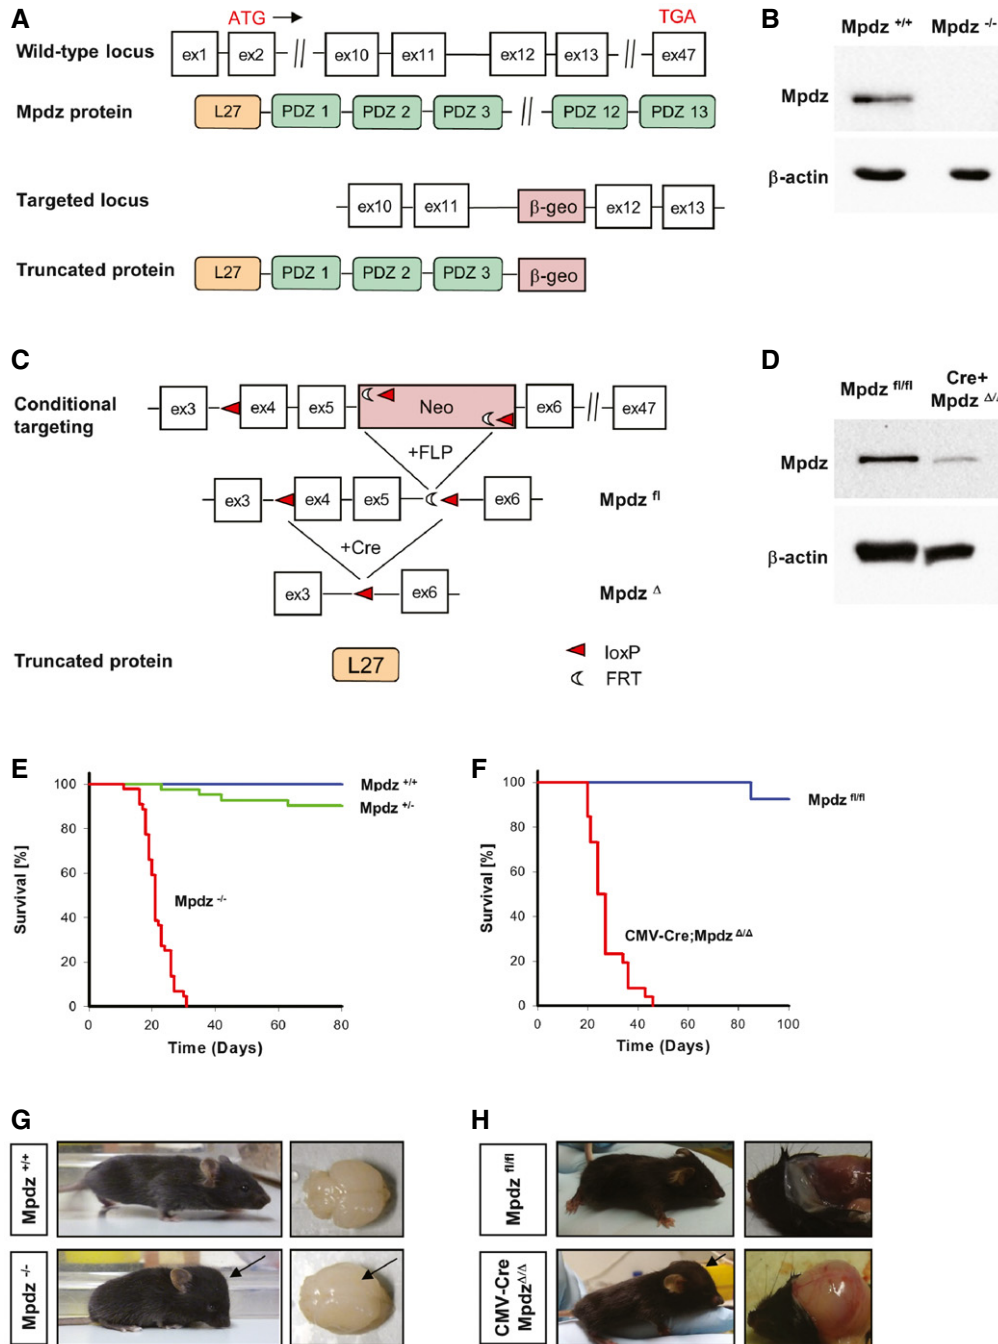 A
ATG
TGA
Wild-type locus
ex1 ex2 ex10 ex11 ex12 ex13 ex47
Mpdz protein
L27 PDZ 1 PDZ 2 PDZ 3 PDZ 12 PDZ 13
Targeted locus
ex10 ex11 β-geo ex12 ex13
Truncated protein
L27 PDZ 1 PDZ 2 PDZ 3 β-geo
B
Mpdz +/+ Mpdz -/-
Mpdz
β-actin
C
Conditional
targeting
ex3 ex4 ex5 Neo ex6 ex47
+FLP
ex3 ex4 ex5 ex6
Mpdz fl
+Cre
ex3 ex6
Mpdz Δ
Truncated protein
L27
loxP
FRT
D
Mpdz fl/fl
Cre+
Mpdz Δ/
Mpdz
β-actin
E
Survival [%]
100
80
60
40
20
0
0 20 40 60 80
Time (Days)
Mpdz +/+
Mpdz +/-
Mpdz -/-
F
Survival [%]
100
80
60
40
20
0
0 20 40 60 80 100
Time (Days)
Mpdz fl/fl
CMV-Cre;Mpdz Δ/Δ
G
Mpdz +/+
Mpdz -/-
H
Mpdz fl/fl
CMV-Cre
Mpdz Δ/Δ